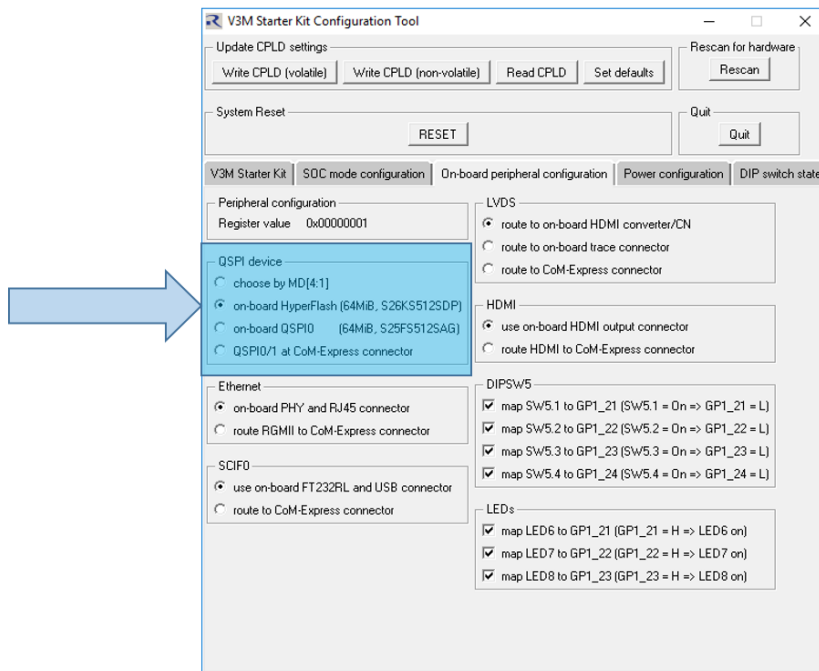 V3M Starter Kit Configuration Tool
Update CPLD settings
Write CPLD (volatile) Write CPLD (non-volatile) Read CPLD Set defaults
Rescan for hardware
Rescan
System Reset
RESET
Quit
Quit
V3M Starter Kit SOC mode configuration On-board peripheral configuration Power configuration DIP switch state
Peripheral configuration
Register value 0x00000001
QSPI device
choose by MD[4:1]
on-board HyperFlash (64MiB, S26KS512SDP)
on-board QSPI0 (64MiB, S25FS512SAG)
QSPI0/1 at CoM-Express connector
Ethernet
on-board PHY and RJ45 connector
route RGMII to CoM-Express connector
SCIF0
use on-board FT232RL and USB connector
route to CoM-Express connector
LVDS
route to on-board HDMI converter/CN
route to on-board trace connector
route to CoM-Express connector
HDMI
use on-board HDMI output connector
route HDMI to CoM-Express connector
DIPSW5
map SW5.1 to GP1_21 (SW5.1 = On => GP1_21 = L)
map SW5.2 to GP1_22 (SW5.2 = On => GP1_22 = L)
map SW5.3 to GP1_23 (SW5.3 = On => GP1_23 = L)
map SW5.4 to GP1_24 (SW5.4 = On => GP1_24 = L)
LEDs
map LED6 to GP1_21 (GP1_21 = H => LED6 on)
map LED7 to GP1_22 (GP1_22 = H => LED7 on)
map LED8 to GP1_23 (GP1_23 = H => LED8 on)